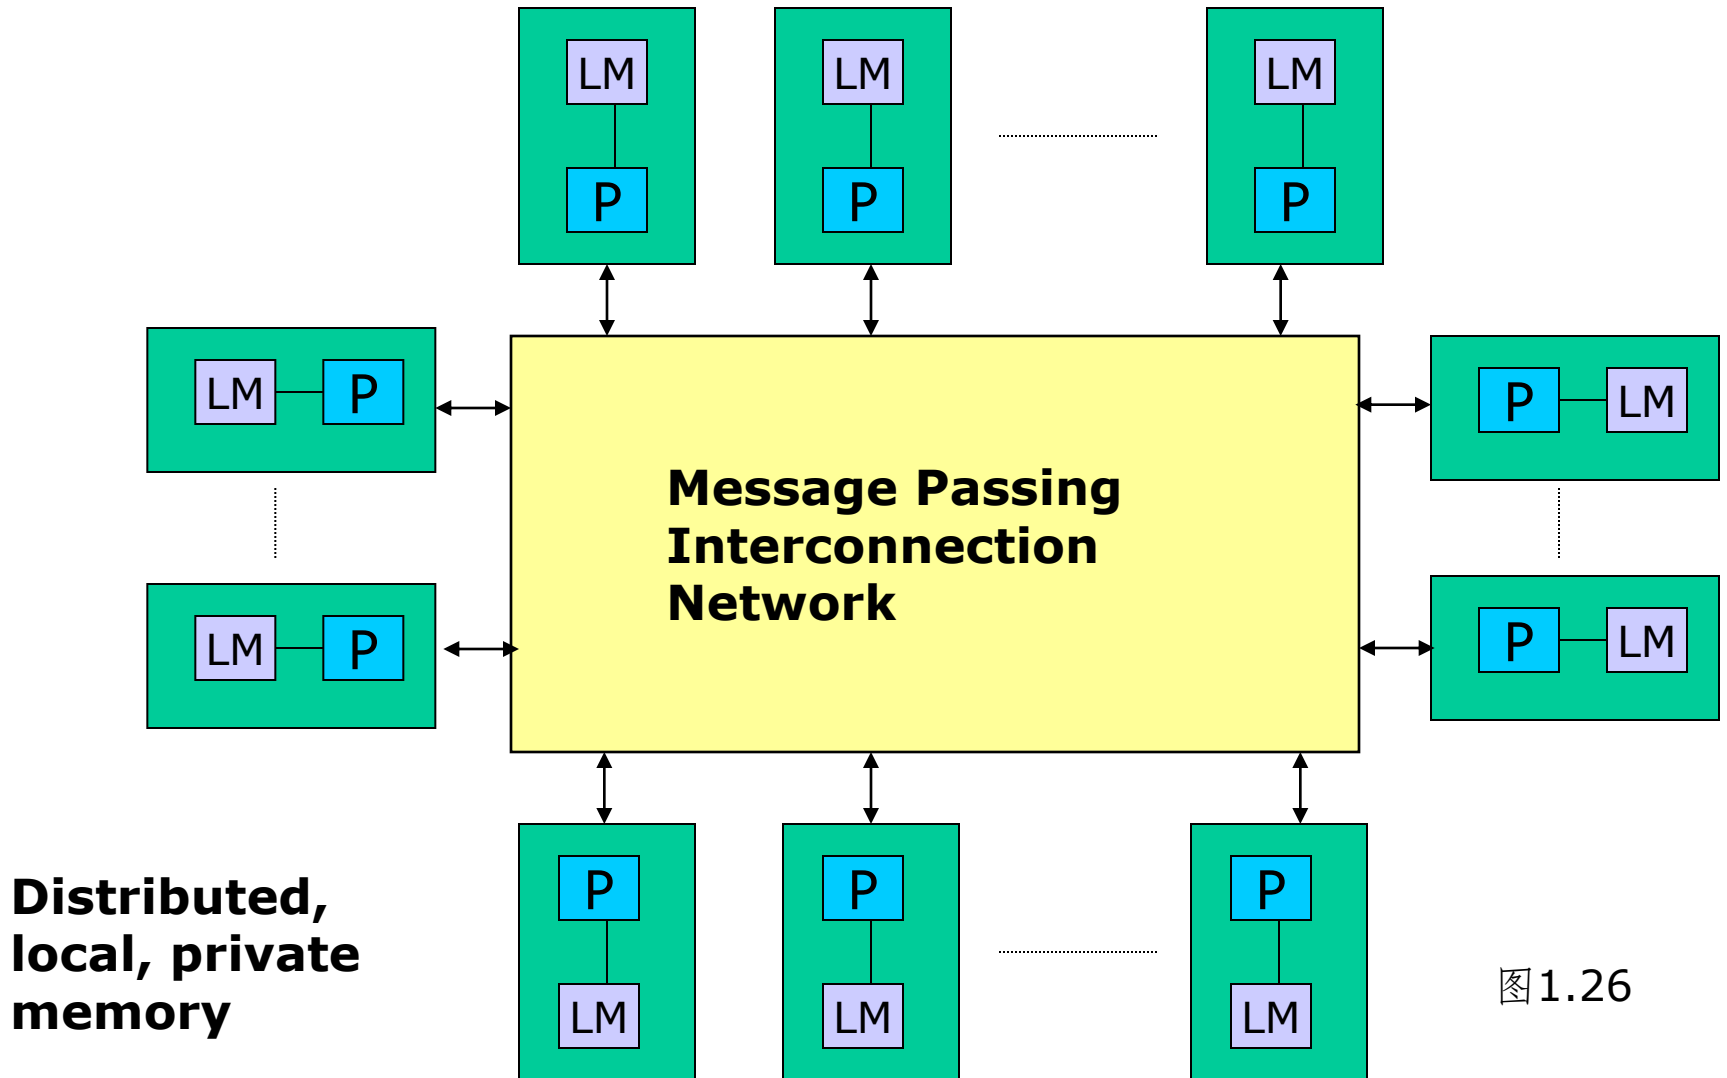 LM
LM
LM
P
P
P
LM P
P LM
Message Passing
Interconnection
Network
LM P
P LM
P
P
P
LM
LM
LM
Distributed,
local, private
memory
图1.26